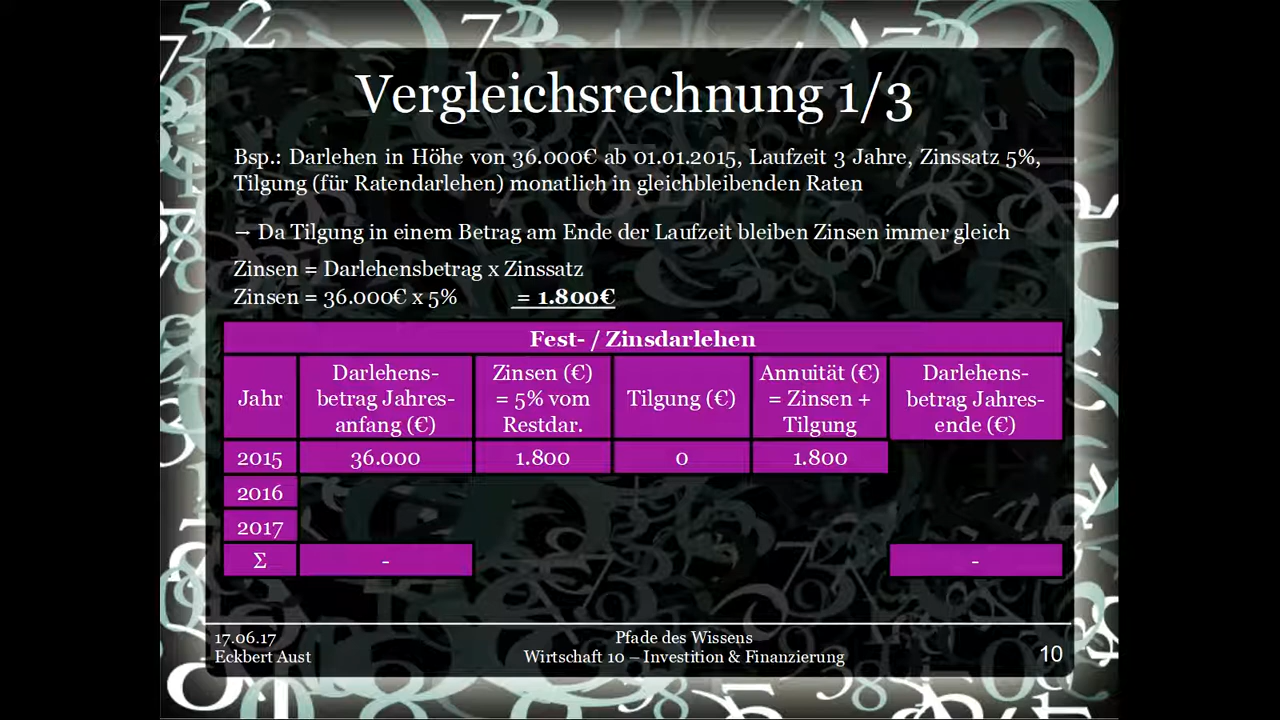 Vergleichsrechnung 1/3
Bsp.: Darlehen in Höhe von 36.000€ ab 01.01.2015, Laufzeit 3 Jahre, Zinssatz 5%,
Tilgung (für Ratendarlehen) monatlich in gleichbleibenden Raten
→ Da Tilgung in einem Betrag am Ende der Laufzeit bleiben Zinsen immer gleich
Zinsen = Darlehensbetrag x Zinssatz
Zinsen = 36.000€ x 5% = 1.800€
Fest- / Zinsdarlehen
Jahr
Darlehens-
betrag Jahres-
anfang (€)
Zinsen (€)
= 5% vom
Restdar.
Tilgung (€)
Annuität (€)
= Zinsen +
Tilgung
Darlehens-
betrag Jahres-
ende (€)
2015 36.000 1.800 0 1.800
2016
2017
Σ - -
17.06.17
Eckbert Aust
Pfade des Wissens
Wirtschaft 10 – Investition & Finanzierung
10